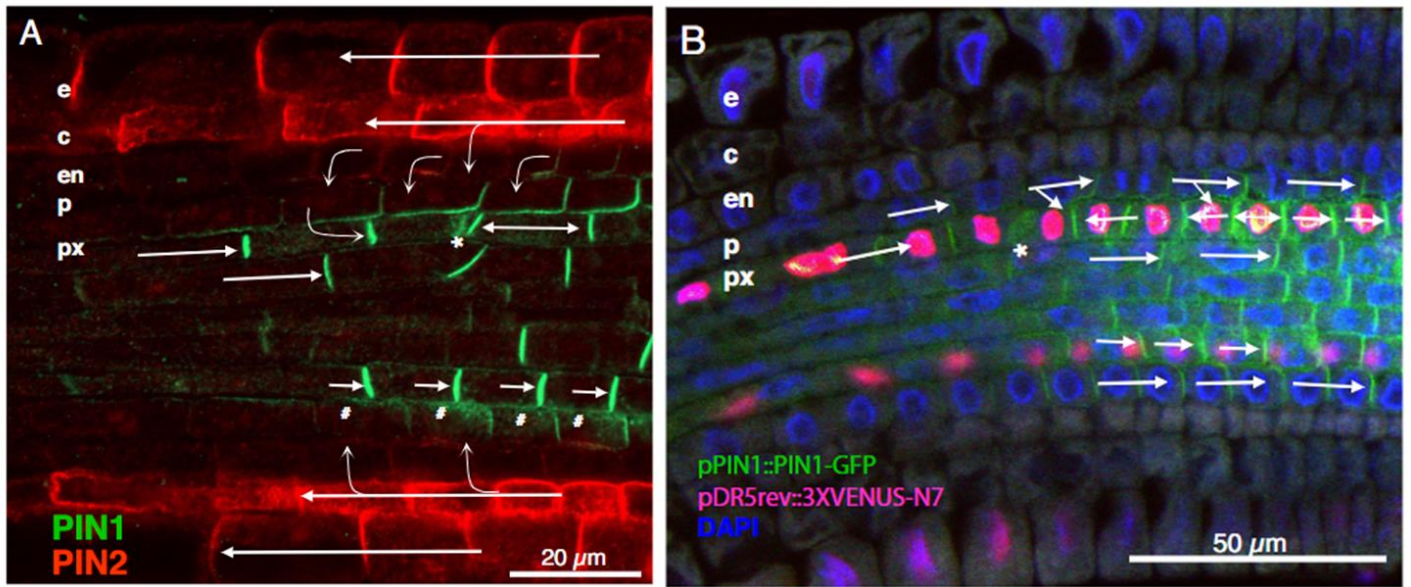 A
e
c
en
p
px
*
#
#
#
#
PIN1
PIN2
20 µm
B
e
c
en
p
px
*
pPIN1::PIN1-GFP
pDR5rev::3XVENUS-N7
DAPI
50 µm